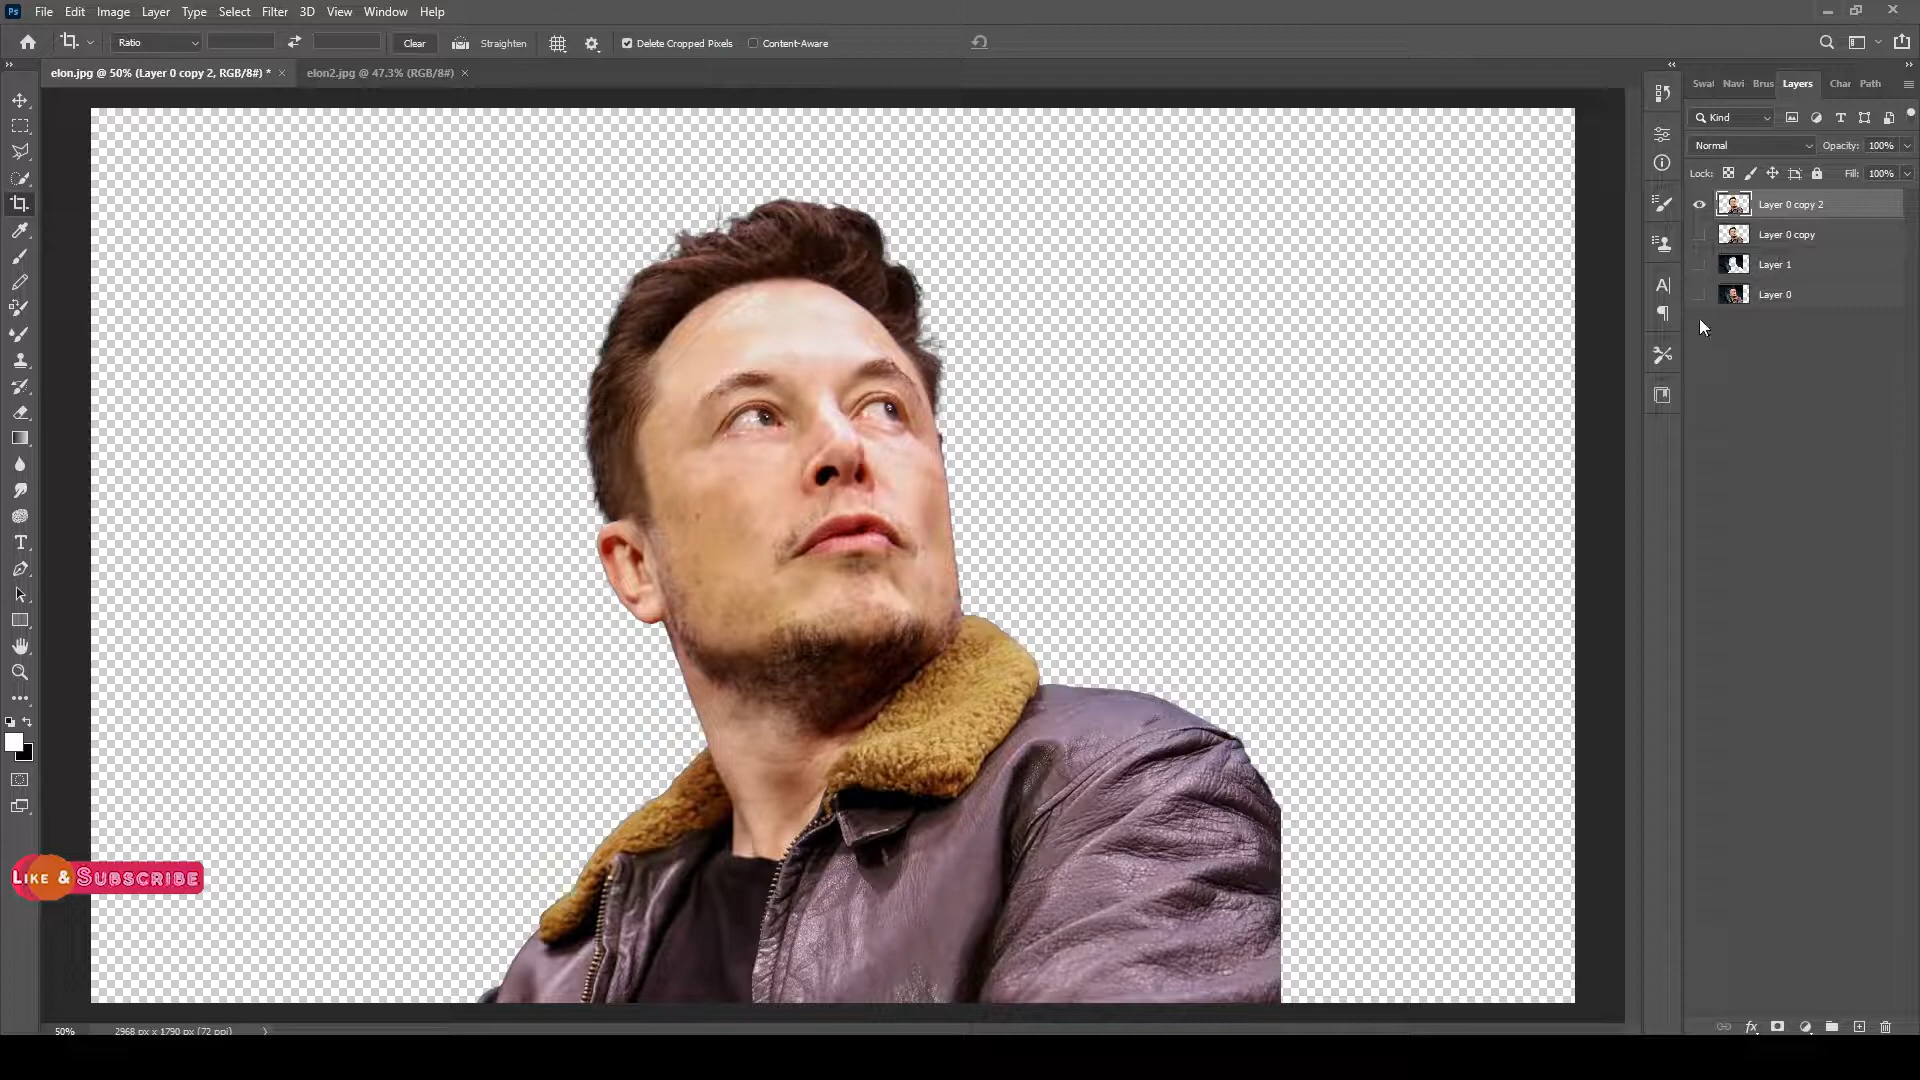 Ps File Edit Image Layer Type Select Filter 3D View Window Help
Ratio Clear Straighten Delete Cropped Pixels Content-Aware
elon.jpg @ 50% (Layer 0 copy 2, RGB/8#) * × elon2.jpg @ 47.3% (RGB/8#) ×
Swat Navi Brus Layers Char Path
Kind
Normal Opacity: 100%
Lock: Fill: 100%
Layer 0 copy 2
Layer 0 copy
Layer 1
Layer 0
LIKE & SUBSCRIBE
50% 2968 px x 1790 px (72 ppi)